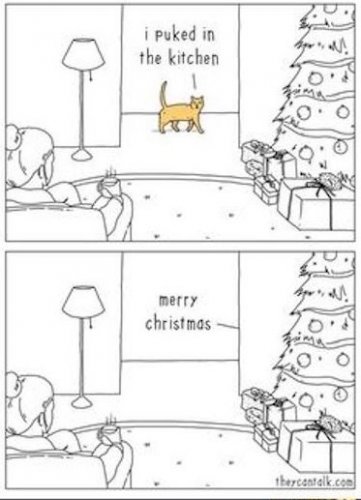 i puked in
the kitchen
merry
christmas
theycantalk.com